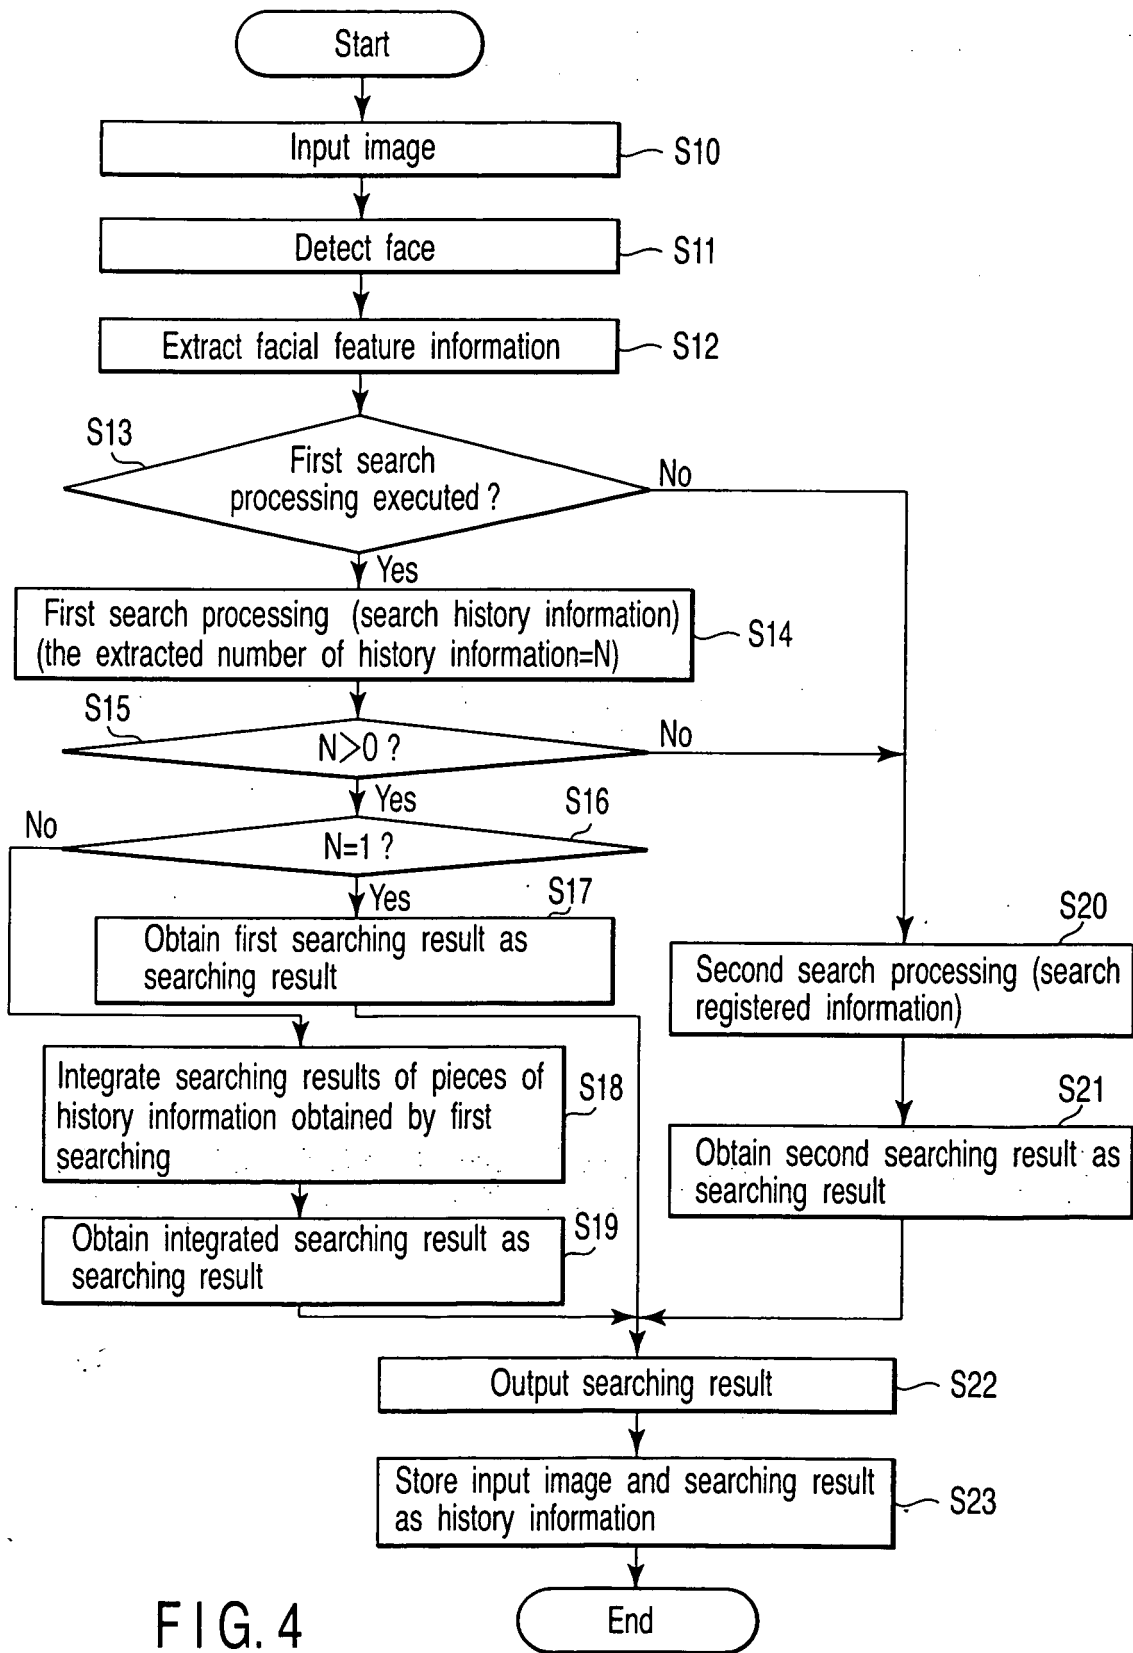 Start
Input image
S10
Detect face
S11
Extract facial feature information
S12
S13
First search
processing executed ?
No
Yes
First search processing (search history information)
(the extracted number of history information=N)
S14
S15
N>0 ?
No
Yes
S16
No
N=1 ?
Yes
S17
Obtain first searching result as
searching result
S20
Second search processing (search
registered information)
Integrate searching results of pieces of
history information obtained by first
searching
S18
S21
Obtain second searching result as
searching result
Obtain integrated searching result as
searching result
S19
Output searching result
S22
Store input image and searching result
as history information
S23
End
FIG. 4